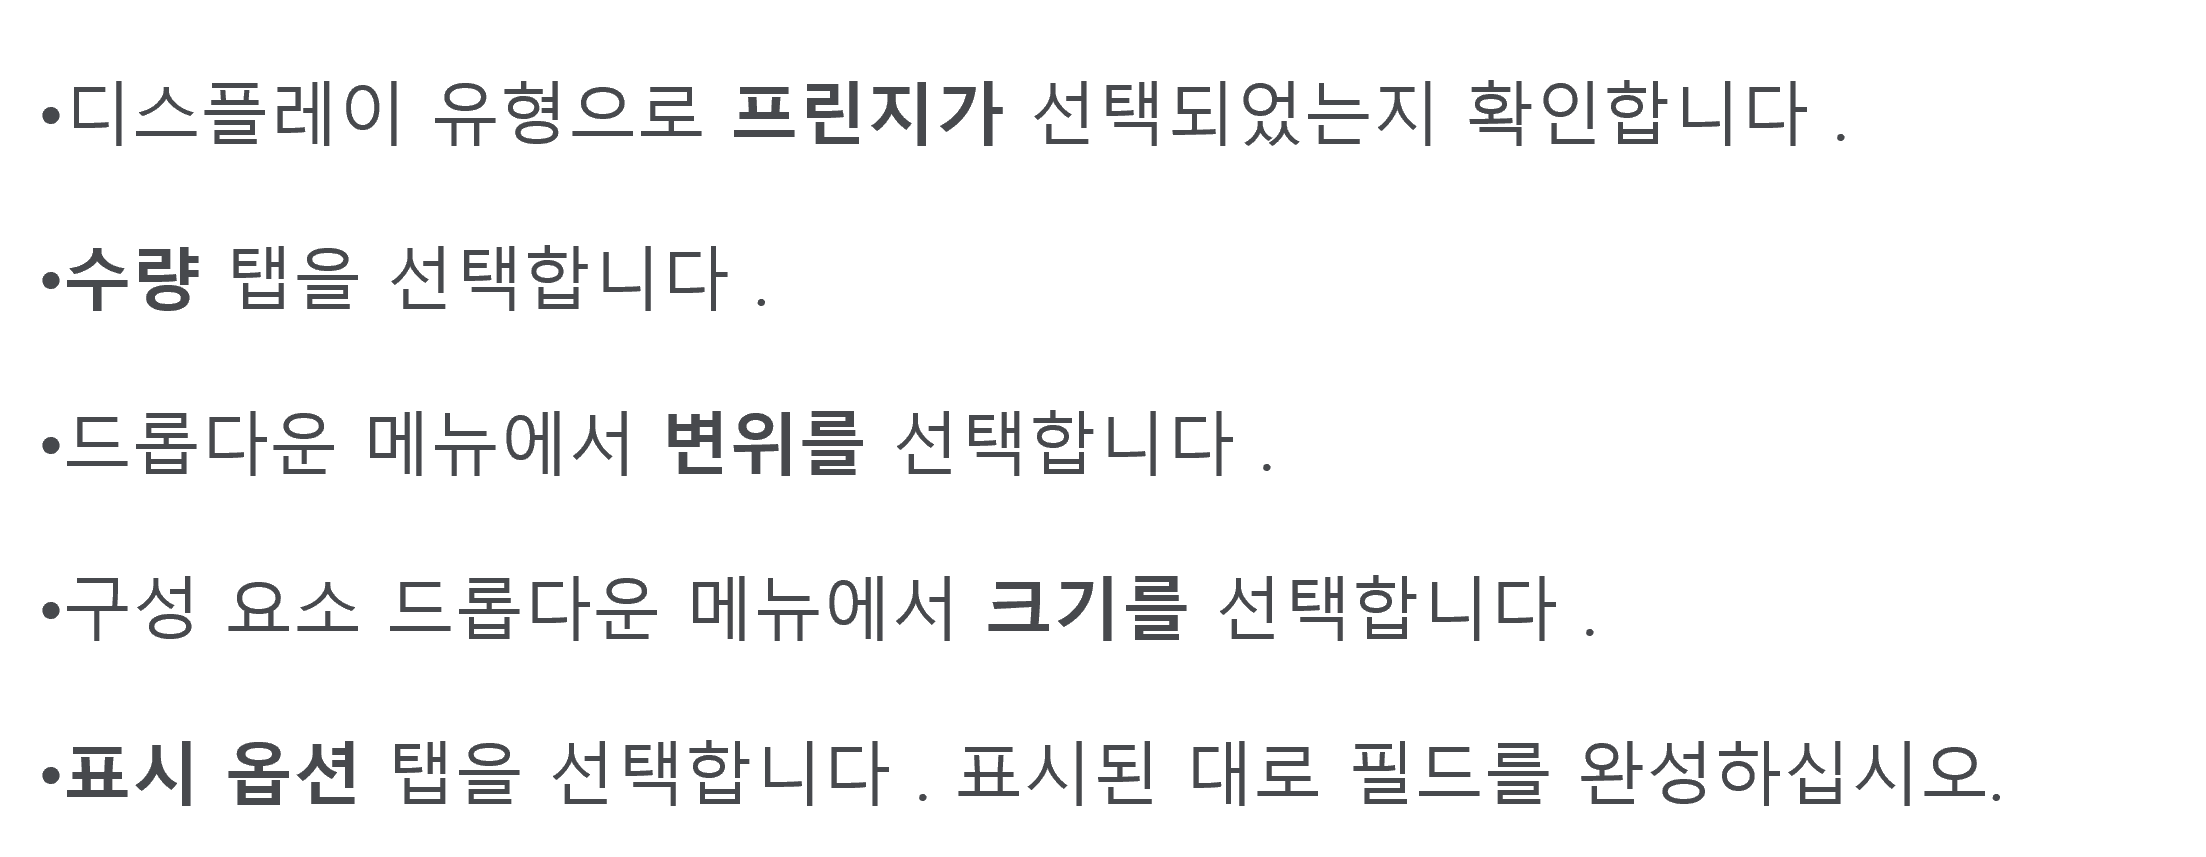 •디스플레이 유형으로 프린지가 선택되었는지 확인합니다 .
•수량 탭을 선택합니다 .
•드롭다운 메뉴에서 변위를 선택합니다 .
•구성 요소 드롭다운 메뉴에서 크기를 선택합니다 .
•표시 옵션 탭을 선택합니다 . 표시된 대로 필드를 완성하십시오.